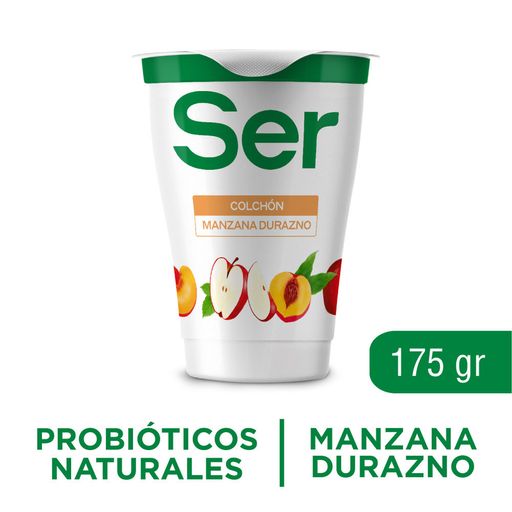 Ser
COLCHÓN
MANZANA DURAZNO
175 gr
PROBIÓTICOS
NATURALES
MANZANA
DURAZNO